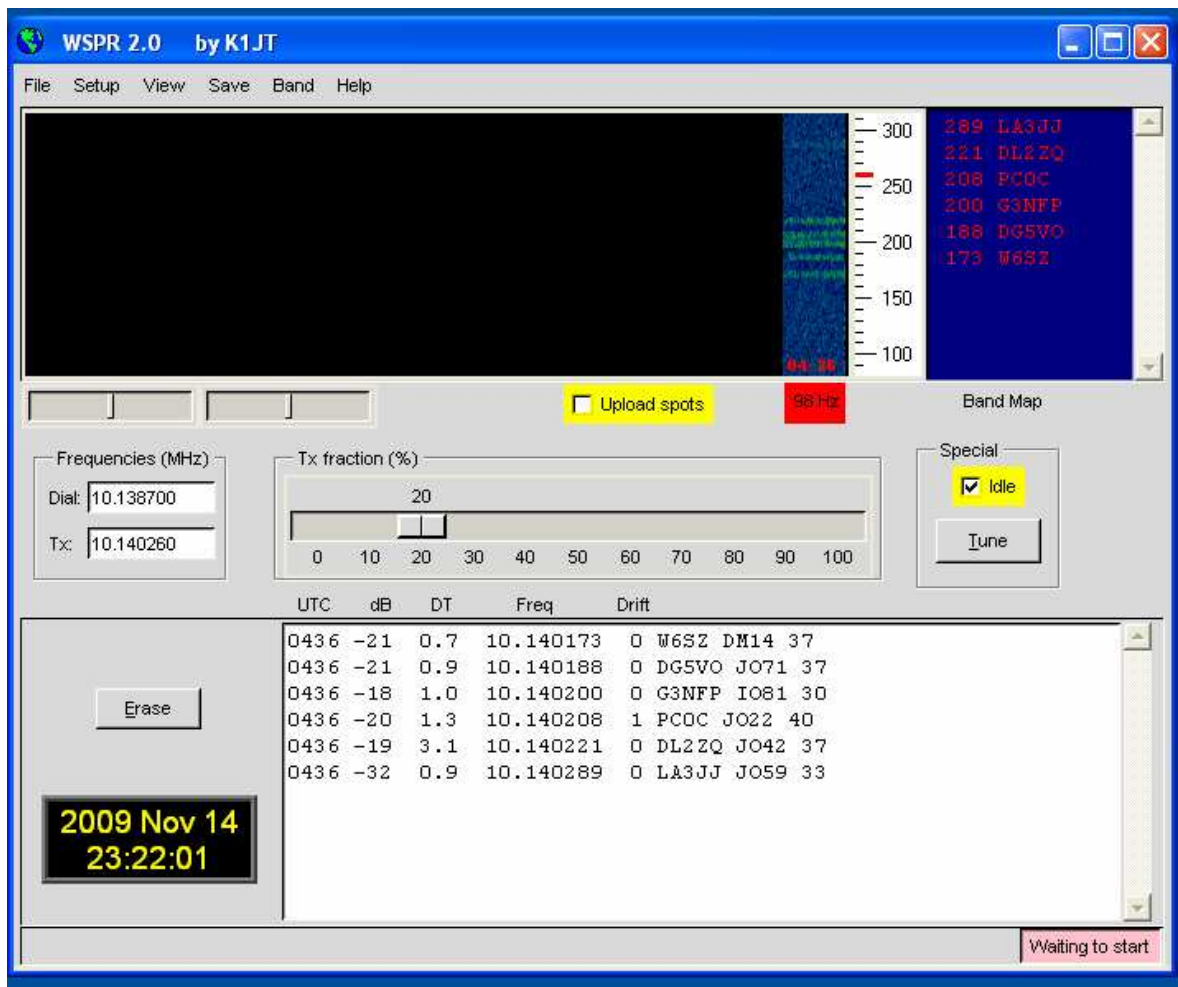 WSPR 2.0 by K1JT
File Setup View Save Band Help
300
250
200
150
100
289 LA3JJ
221 DL2ZQ
208 PC0C
200 G3NFP
188 DG5VO
173 W6SZ
04:36
Upload spots
98 Hz
Band Map
Frequencies (MHz)
Dial: 10.138700
Tx: 10.140260
Tx fraction (%)
20
0 10 20 30 40 50 60 70 80 90 100
Special
Idle
Tune
UTC dB DT Freq Drift
0436 -21 0.7 10.140173 0 W6SZ DM14 37
0436 -21 0.9 10.140188 0 DG5VO JO71 37
0436 -18 1.0 10.140200 0 G3NFP IO81 30
0436 -20 1.3 10.140208 1 PC0C JO22 40
0436 -19 3.1 10.140221 0 DL2ZQ JO42 37
0436 -32 0.9 10.140289 0 LA3JJ JO59 33
Erase
2009 Nov 14
23:22:01
Waiting to start